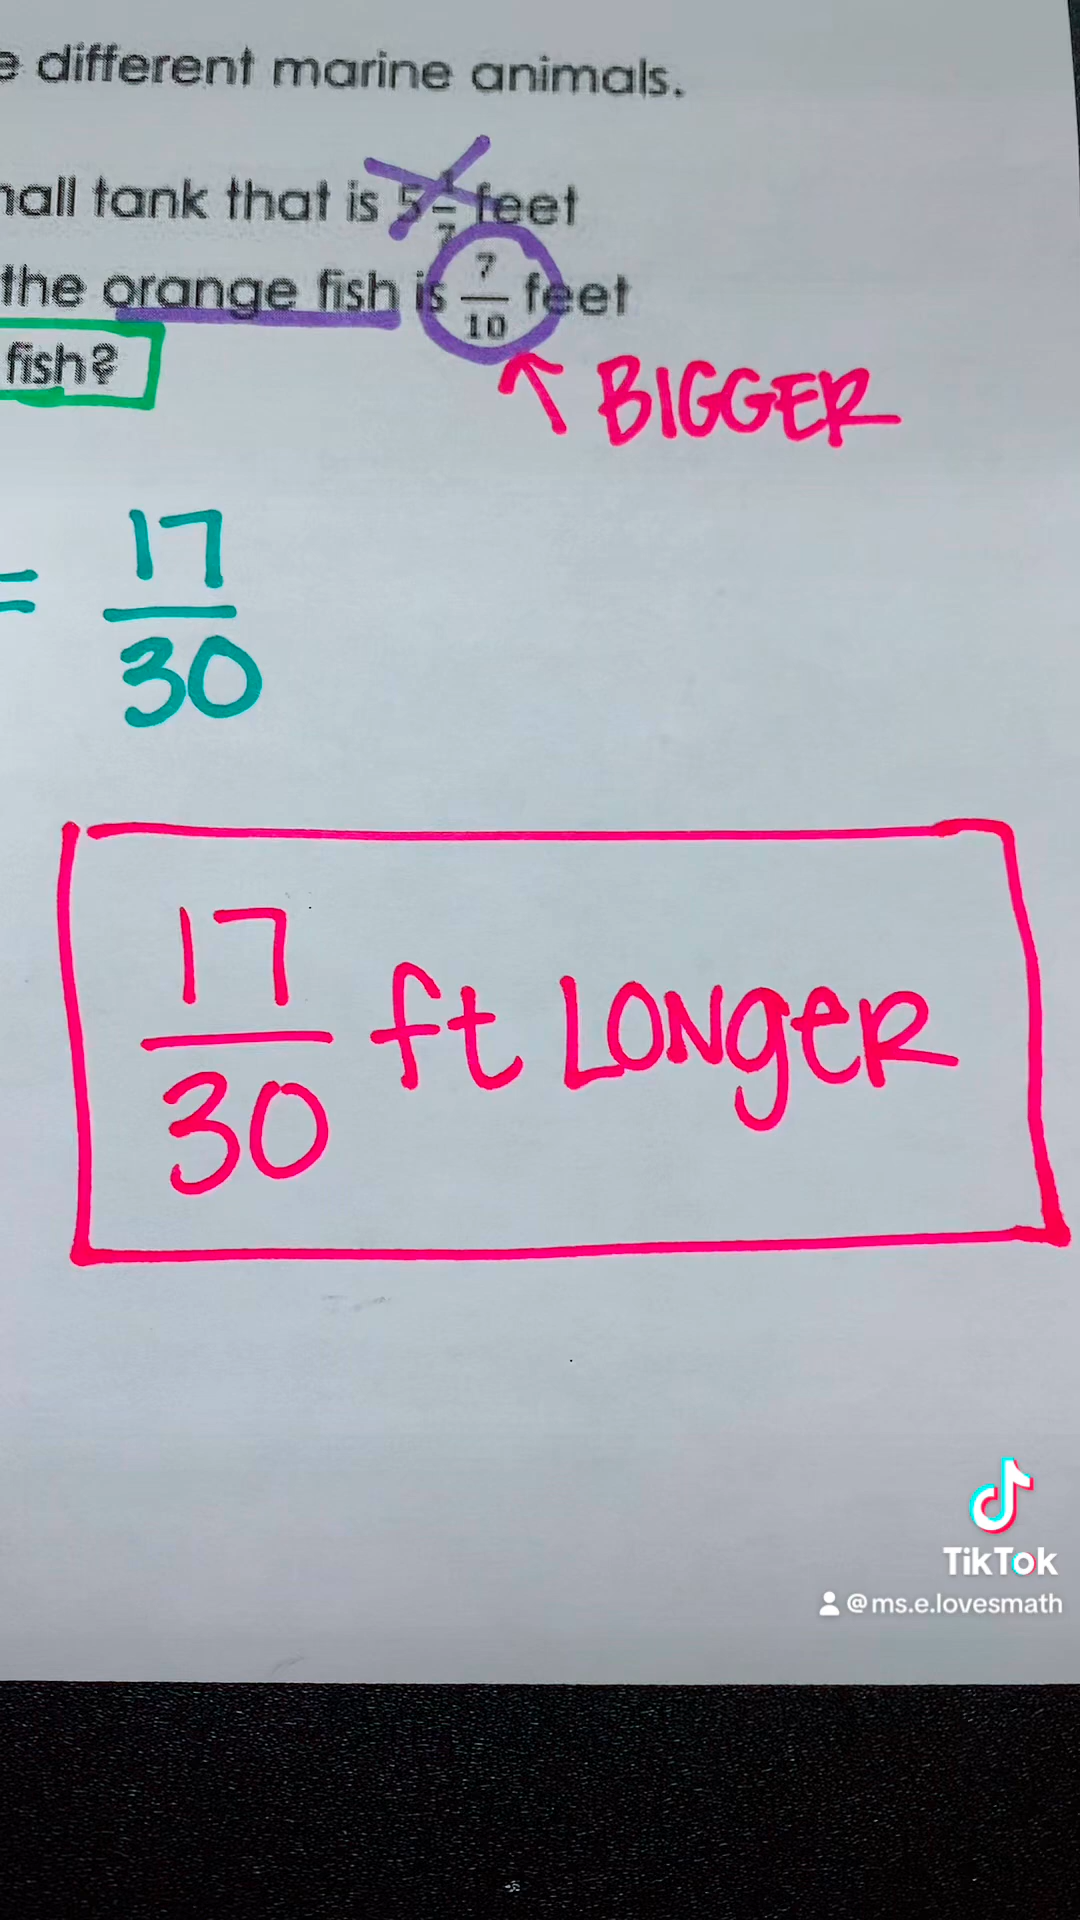 different marine animals.
tank that is 5 feet
the orange fish is 7/10 feet
fish?
BIGGER
= 17/30
17/30 ft LONgER
TikTok
@ms.e.lovesmath